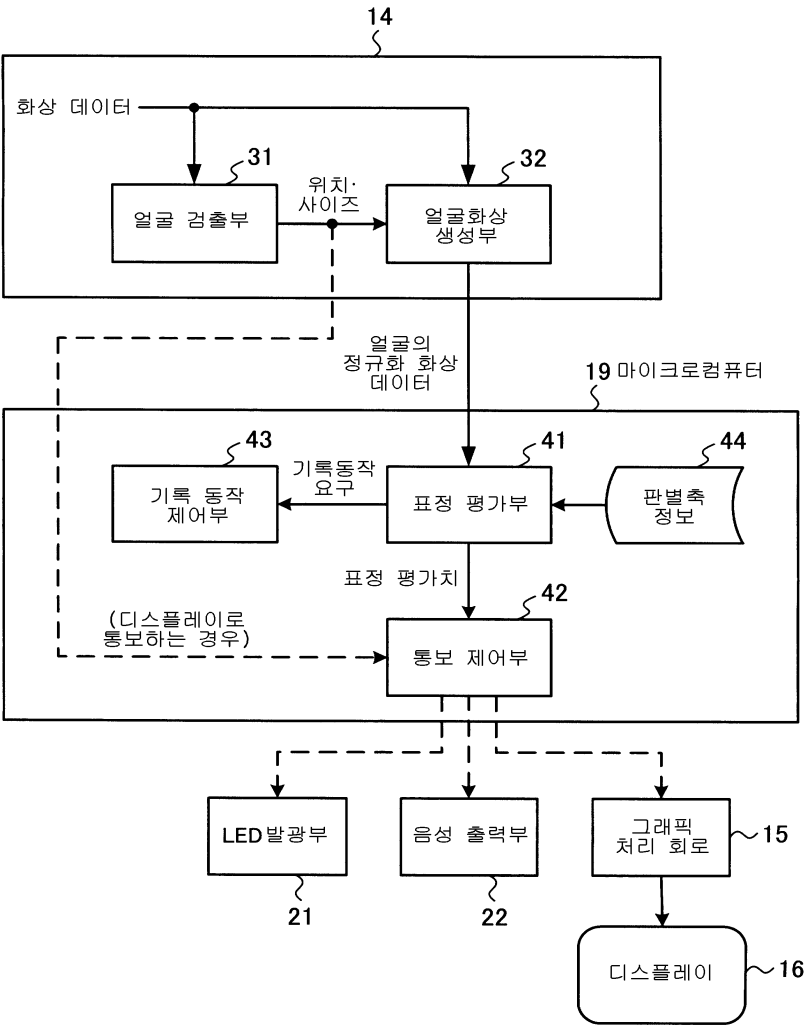 14
화상 데이터
31
32
위치·
사이즈
얼굴 검출부
얼굴화상
생성부
얼굴의
정규화 화상
데이터
19 마이크로컴퓨터
43
41
44
기록동작
요구
기록 동작
제어부
표정 평가부
판별축
정보
표정 평가치
42
(디스플레이로
통보하는 경우)
통보 제어부
LED발광부
음성 출력부
그래픽
처리 회로
15
21
22
디스플레이
16